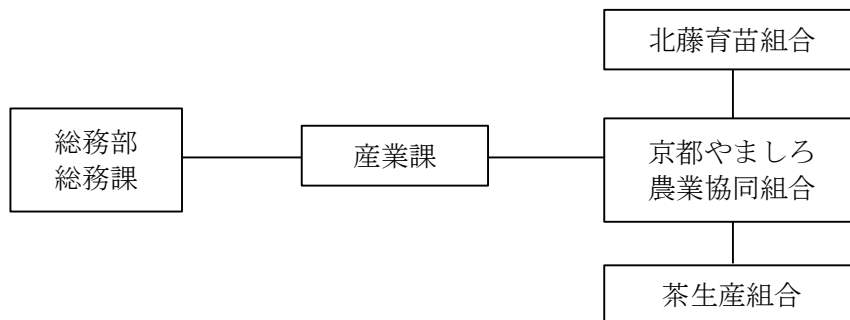 北藤育苗組合
総務部
総務課
産業課
京都やましろ
農業協同組合
茶生産組合